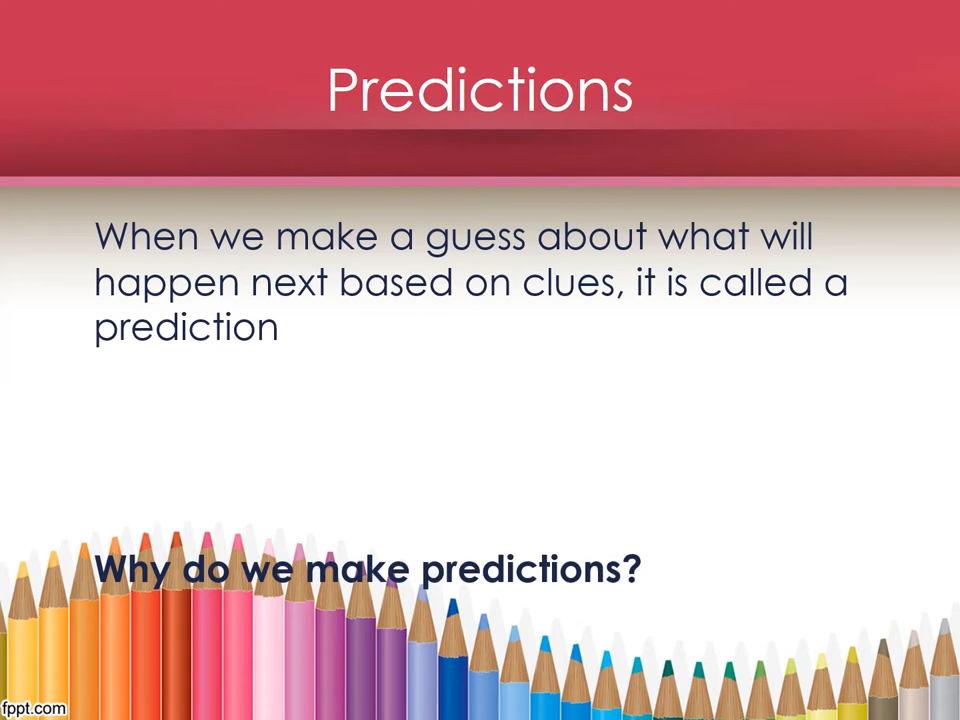 Predictions
When we make a guess about what will
happen next based on clues, it is called a
prediction
Why do we make predictions?
fppt.com